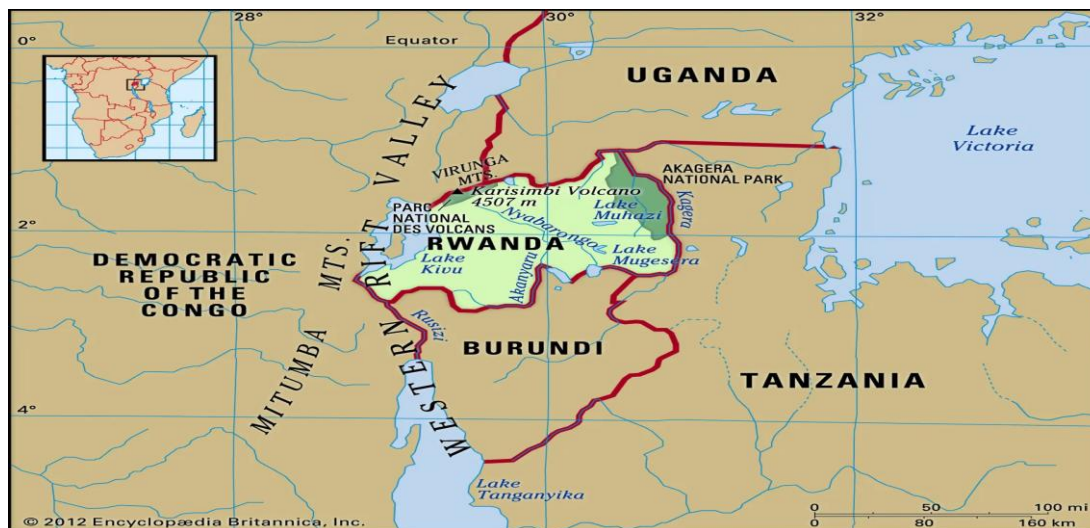 28°
30°
32°
0°
Equator
UGANDA
Lake
Victoria
VIRUNGA
MTS.
Karisimbi Volcano
4507 m
AKAGERA
NATIONAL PARK
PARC
NATIONAL
DES VOLCANS
Nyabarongo
Lake
Muhazi
Kagera
2°
RWANDA
Lake
Kivu
Lake
Mugesera
Akanyaru
DEMOCRATIC
REPUBLIC
OF THE
CONGO
MITUMBA MTS.
WESTERN RIFT VALLEY
Rusizi
BURUNDI
TANZANIA
4°
Lake
Tanganyika
© 2012 Encyclopædia Britannica, Inc.
0 50 100 mi
0 80 160 km